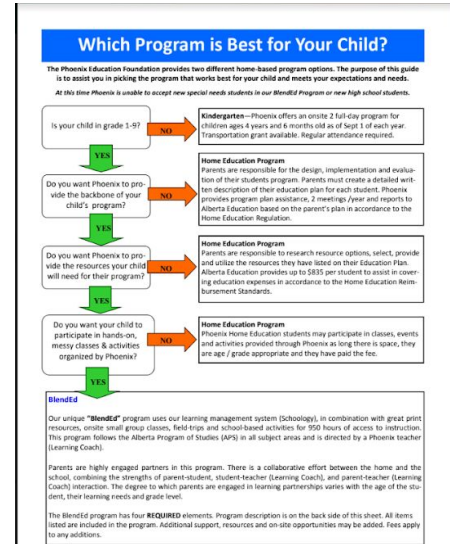 Which Program is Best for Your Child?
The Phoenix Education Foundation provides two different home-based program options. The purpose of this guide
is to assist you in picking the program that works best for your child and meets your expectations and needs.
At this time Phoenix is unable to accept new special needs students in our BlendEd Program or new high school students.
Is your child in grade 1-9?
NO
Kindergarten—Phoenix offers an onsite 2 full-day program for
children ages 4 years and 6 months old as of Sept 1 of each year.
Transportation grant available. Regular attendance required.
YES
Do you want Phoenix to pro-
vide the backbone of your
child's program?
NO
Home Education Program
Parents are responsible for the design, implementation and evalua-
tion of their students program. Parents must create a detailed writ-
ten description of their education plan for each student. Phoenix
provides program plan assistance, 2 meetings /year and reports to
Alberta Education based on the parent's plan in accordance to the
Home Education Regulation.
YES
Do you want Phoenix to pro-
vide the resources your child
will need for their program?
NO
Home Education Program
Parents are responsible to research resource options, select, provide
and utilize the resources they have listed on their Education Plan.
Alberta Education provides up to $835 per student to assist in cover-
ing education expenses in accordance to the Home Education Reim-
bursement Standards.
YES
Do you want your child to
participate in hands-on,
messy classes & activities
organized by Phoenix?
NO
Home Education Program
Phoenix Home Education students may participate in classes, events
and activities provided through Phoenix as long there is space, they
are age / grade appropriate and they have paid the fee.
YES
BlendEd
Our unique "BlendEd" program uses our learning management system (Schoology), in combination with great print
resources, onsite small group classes, field-trips and school-based activities for 950 hours of access to instruction.
This program follows the Alberta Program of Studies (APS) in all subject areas and is directed by a Phoenix teacher
(Learning Coach).
Parents are highly engaged partners in this program. There is a collaborative effort between the home and the
school, combining the strengths of parent-student, student-teacher (Learning Coach), and parent-teacher (Learning
Coach) interaction. The degree to which parents are engaged in learning partnerships varies with the age of the stu-
dent, their learning needs and grade level.
The BlendEd program has four REQUIRED elements. Program description is on the back side of this sheet. All items
listed are included in the program. Additional support, resources and on-site opportunities may be added. Fees apply
to any additions.